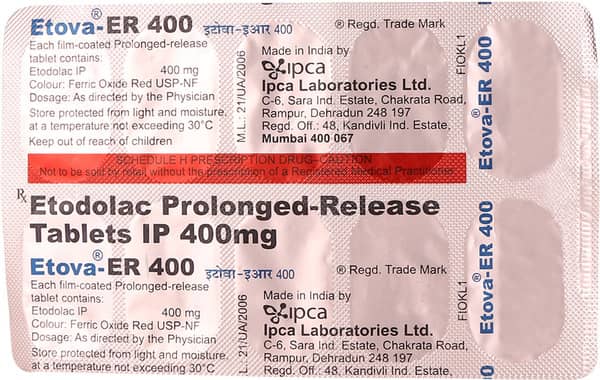 Etova®-ER 400 इटोवा-इआर 400
Each film-coated Prolonged-release
tablet contains:
Etodolac IP 400 mg
Colour: Ferric Oxide Red USP-NF
Dosage: As directed by the Physician
Store protected from light and moisture,
at a temperature not exceeding 30°C
Keep out of reach of children
M.L.: 21/UA/2006
® Regd. Trade Mark
Made in India by
ipca
Ipca Laboratories Ltd.
C-6, Sara Ind. Estate, Chakrata Road,
Rampur, Dehradun 248 197
Regd. Off.: 48, Kandivli Ind. Estate,
Mumbai 400 067
FIOKL1
Etova®-ER 400
SCHEDULE H PRESCRIPTION DRUG-CAUTION
Not to be sold by retail without the prescription of a Registered Medical Practitioner
Rx Etodolac Prolonged-Release
Tablets IP 400mg
Etova®-ER 400 इटोवा-इआर 400
Each film-coated Prolonged-release
tablet contains:
Etodolac IP 400 mg
Colour: Ferric Oxide Red USP-NF
Dosage: As directed by the Physician
Store protected from light and moisture,
at a temperature not exceeding 30°C
M.L.: 21/UA/2006
® Regd. Trade Mark
Made in India by
ipca
Ipca Laboratories Ltd.
C-6, Sara Ind. Estate, Chakrata Road,
Rampur, Dehradun 248 197
Regd. Off.: 48, Kandivli Ind. Estate,
FIOKL1
Etova®-ER 400